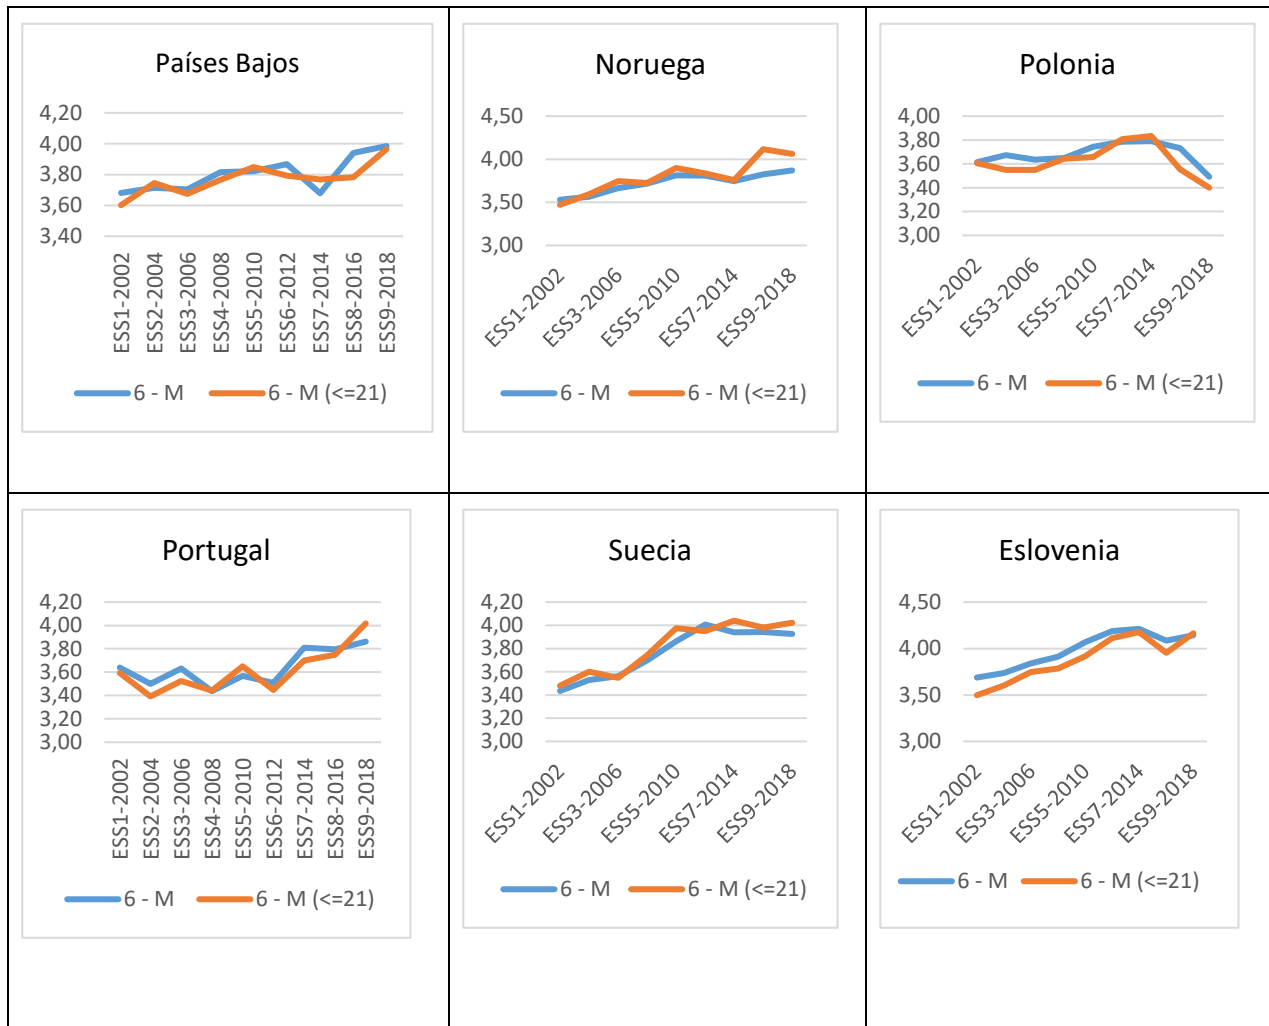 Países Bajos
4,20
4,00
3,80
3,60
3,40
ESS1-2002
ESS2-2004
ESS3-2006
ESS4-2008
ESS5-2010
ESS6-2012
ESS7-2014
ESS8-2016
ESS9-2018
6 - M 6 - M (<=21)
Noruega
4,50
4,00
3,50
3,00
ESS1-2002
ESS3-2006
ESS5-2010
ESS7-2014
ESS9-2018
6 - M 6 - M (<=21)
Polonia
4,00
3,80
3,60
3,40
3,20
3,00
ESS1-2002
ESS3-2006
ESS5-2010
ESS7-2014
ESS9-2018
6 - M 6 - M (<=21)
Portugal
4,20
4,00
3,80
3,60
3,40
3,20
3,00
ESS1-2002
ESS2-2004
ESS3-2006
ESS4-2008
ESS5-2010
ESS6-2012
ESS7-2014
ESS8-2016
ESS9-2018
6 - M 6 - M (<=21)
Suecia
4,20
4,00
3,80
3,60
3,40
3,20
3,00
ESS1-2002
ESS3-2006
ESS5-2010
ESS7-2014
ESS9-2018
6 - M 6 - M (<=21)
Eslovenia
4,50
4,00
3,50
3,00
ESS1-2002
ESS3-2006
ESS5-2010
ESS7-2014
ESS9-2018
6 - M 6 - M (<=21)